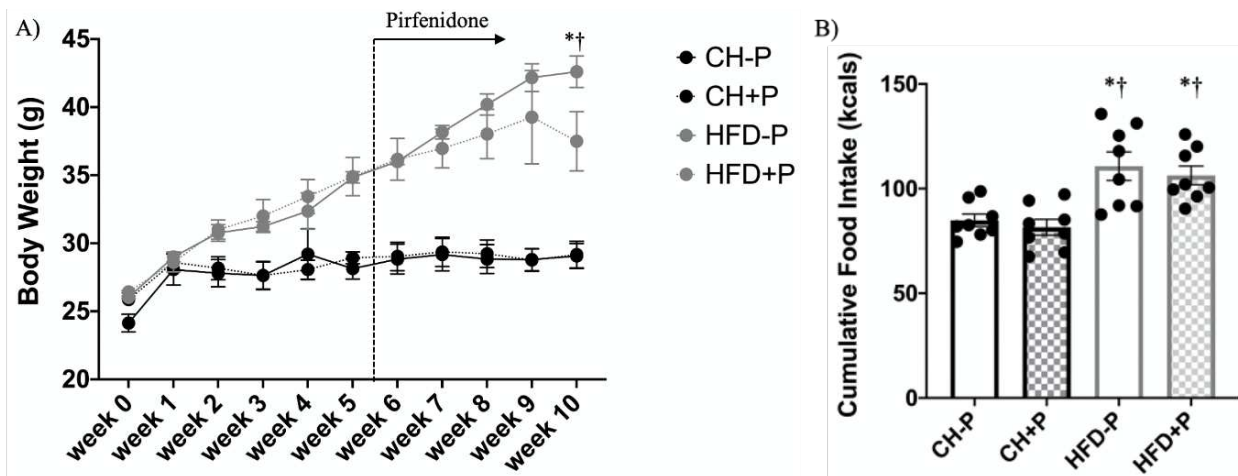 A)
Pirfenidone
*†
45
40
35
30
25
20
Body Weight (g)
week 0
week 1
week 2
week 3
week 4
week 5
week 6
week 7
week 8
week 9
week 10
CH-P
CH+P
HFD-P
HFD+P
B)
*†
*†
150
100
50
0
Cumulative Food Intake (kcals)
CH-P
CH+P
HFD-P
HFD+P